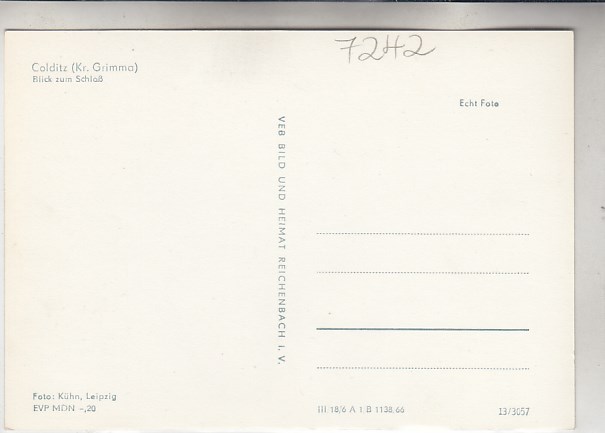 7242
Colditz (Kr. Grimma)
Blick zum Schloß
Echt Foto
VEB BILD UND HEIMAT REICHENBACH I. V.
Foto: Kühn, Leipzig
EVP MDN -,20
III 18/6 A 1 B 1138/66
13/3057